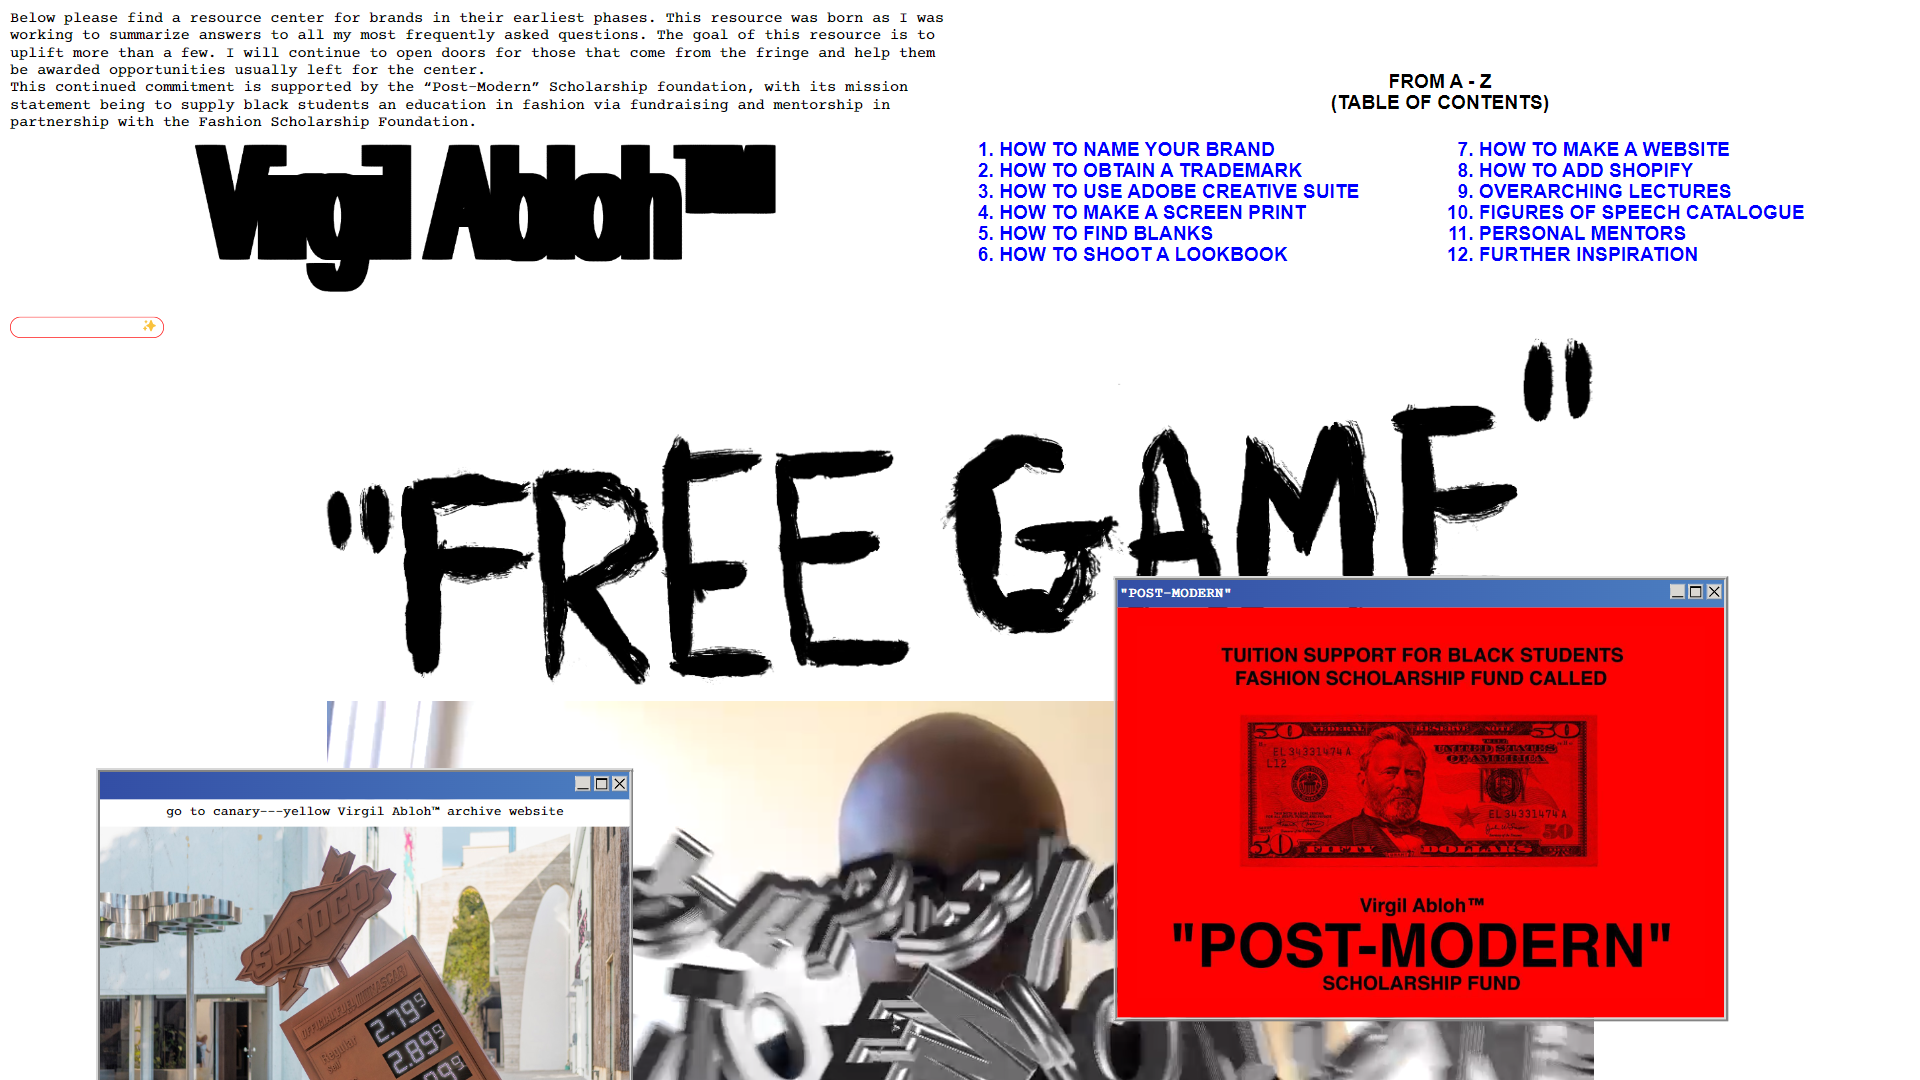 Below please find a resource center for brands in their earliest phases. This resource was born as I was
working to summarize answers to all my most frequently asked questions. The goal of this resource is to
uplift more than a few. I will continue to open doors for those that come from the fringe and help them
be awarded opportunities usually left for the center.
This continued commitment is supported by the “Post-Modern” Scholarship foundation, with its mission
statement being to supply black students an education in fashion via fundraising and mentorship in
partnership with the Fashion Scholarship Foundation.
Virgil Abloh™
FROM A - Z
(TABLE OF CONTENTS)
1. HOW TO NAME YOUR BRAND
2. HOW TO OBTAIN A TRADEMARK
3. HOW TO USE ADOBE CREATIVE SUITE
4. HOW TO MAKE A SCREEN PRINT
5. HOW TO FIND BLANKS
6. HOW TO SHOOT A LOOKBOOK
7. HOW TO MAKE A WEBSITE
8. HOW TO ADD SHOPIFY
9. OVERARCHING LECTURES
10. FIGURES OF SPEECH CATALOGUE
11. PERSONAL MENTORS
12. FURTHER INSPIRATION
"FREE GAME"
"POST-MODERN"
TUITION SUPPORT FOR BLACK STUDENTS
FASHION SCHOLARSHIP FUND CALLED
50 FEDERAL RESERVE NOTE 50
EL 34331474 A
L12
UNITED STATES
OF AMERICA
EL 34331474 A
50 FIFTY DOLLARS 50
Virgil Abloh™
"POST-MODERN"
SCHOLARSHIP FUND
go to canary---yellow Virgil Abloh™ archive website
SUNOCO
OFFICIAL FUEL NASCAR
Regular
2.799
2.899